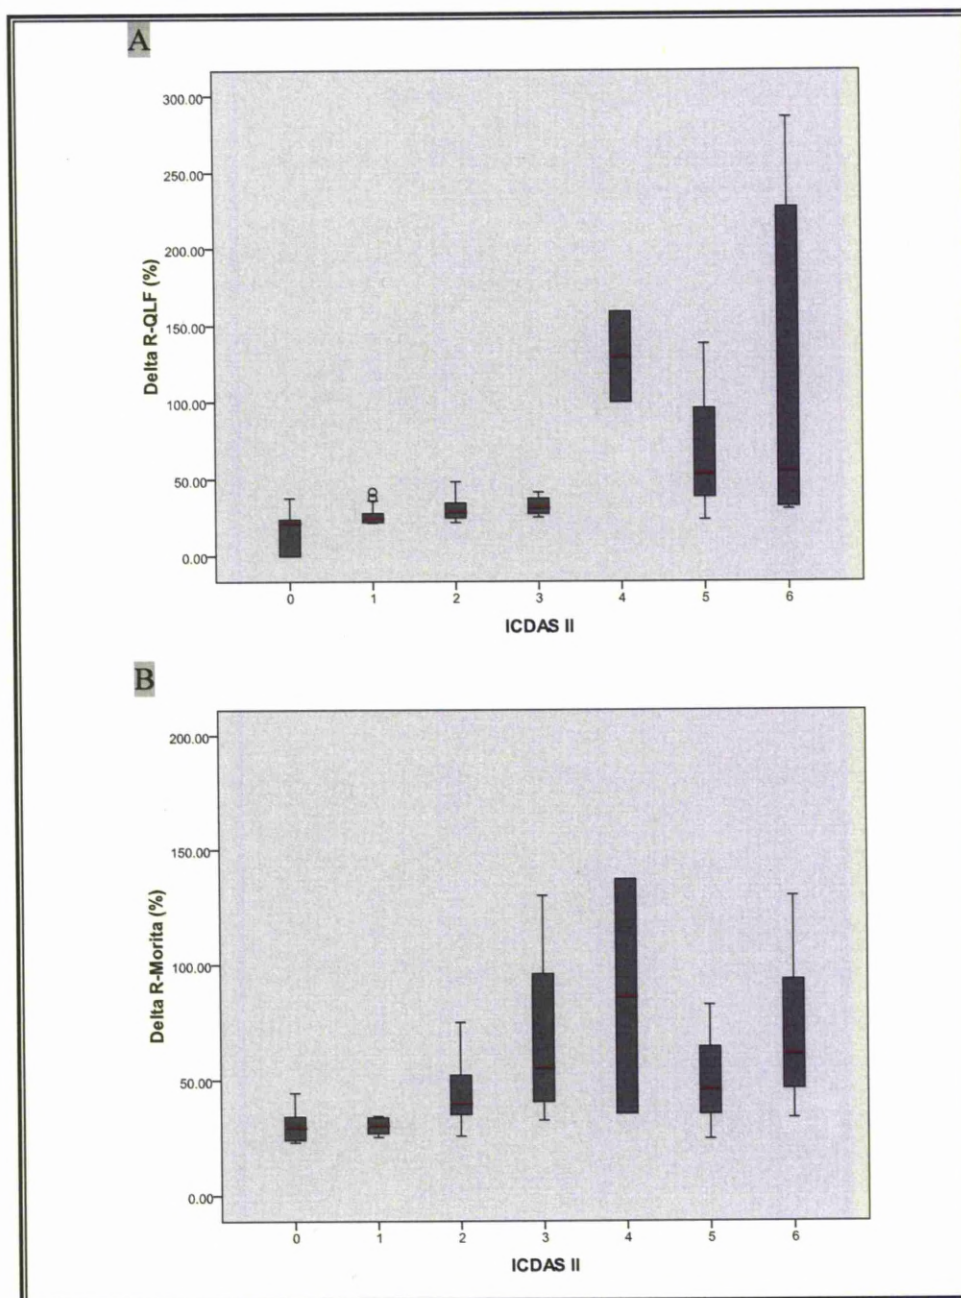 A
Delta R-QLF (%)
300.00
250.00
200.00
150.00
100.00
50.00
0.00
0 1 2 3 4 5 6
ICDAS II
B
Delta R-Morita (%)
200.00
150.00
100.00
50.00
0.00
0 1 2 3 4 5 6
ICDAS II